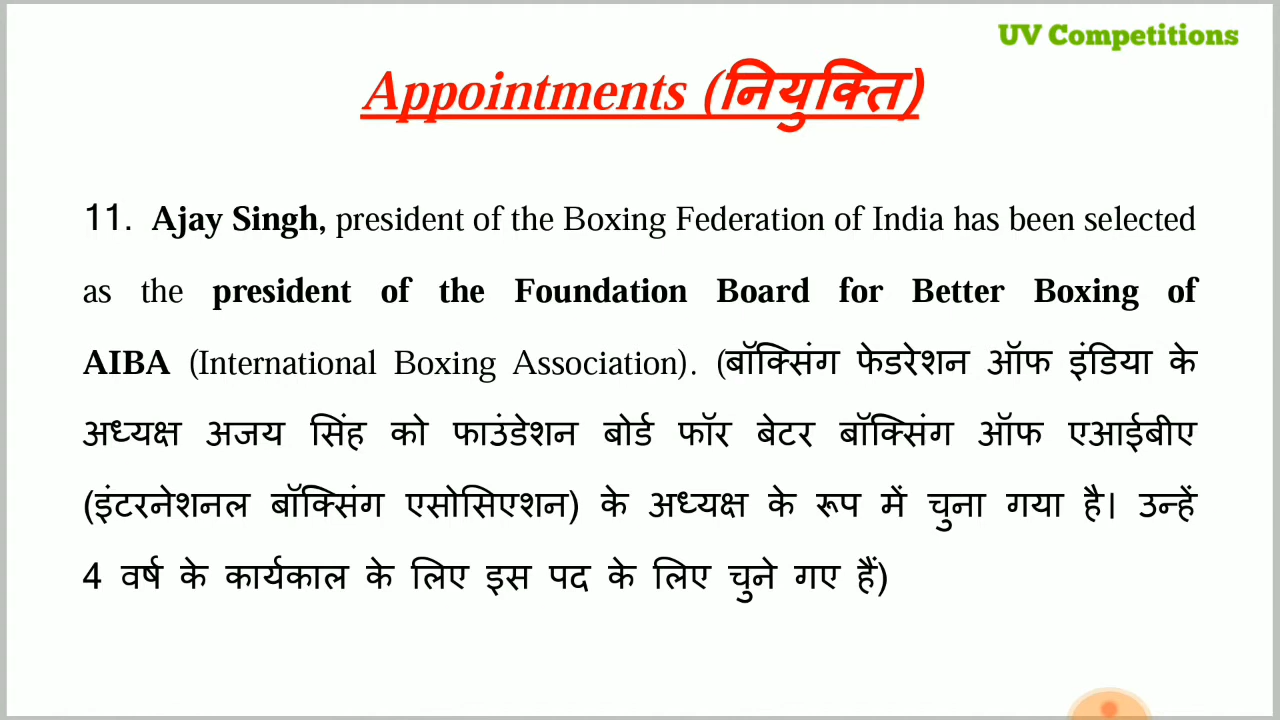 UV Competitions
Appointments (नियुक्ति)
11. Ajay Singh, president of the Boxing Federation of India has been selected
as the president of the Foundation Board for Better Boxing of
AIBA (International Boxing Association). (बॉक्सिंग फेडरेशन ऑफ इंडिया के
अध्यक्ष अजय सिंह को फाउंडेशन बोर्ड फॉर बेटर बॉक्सिंग ऑफ एआईबीए
(इंटरनेशनल बॉक्सिंग एसोसिएशन) के अध्यक्ष के रूप में चुना गया है। उन्हें
4 वर्ष के कार्यकाल के लिए इस पद के लिए चुने गए हैं)